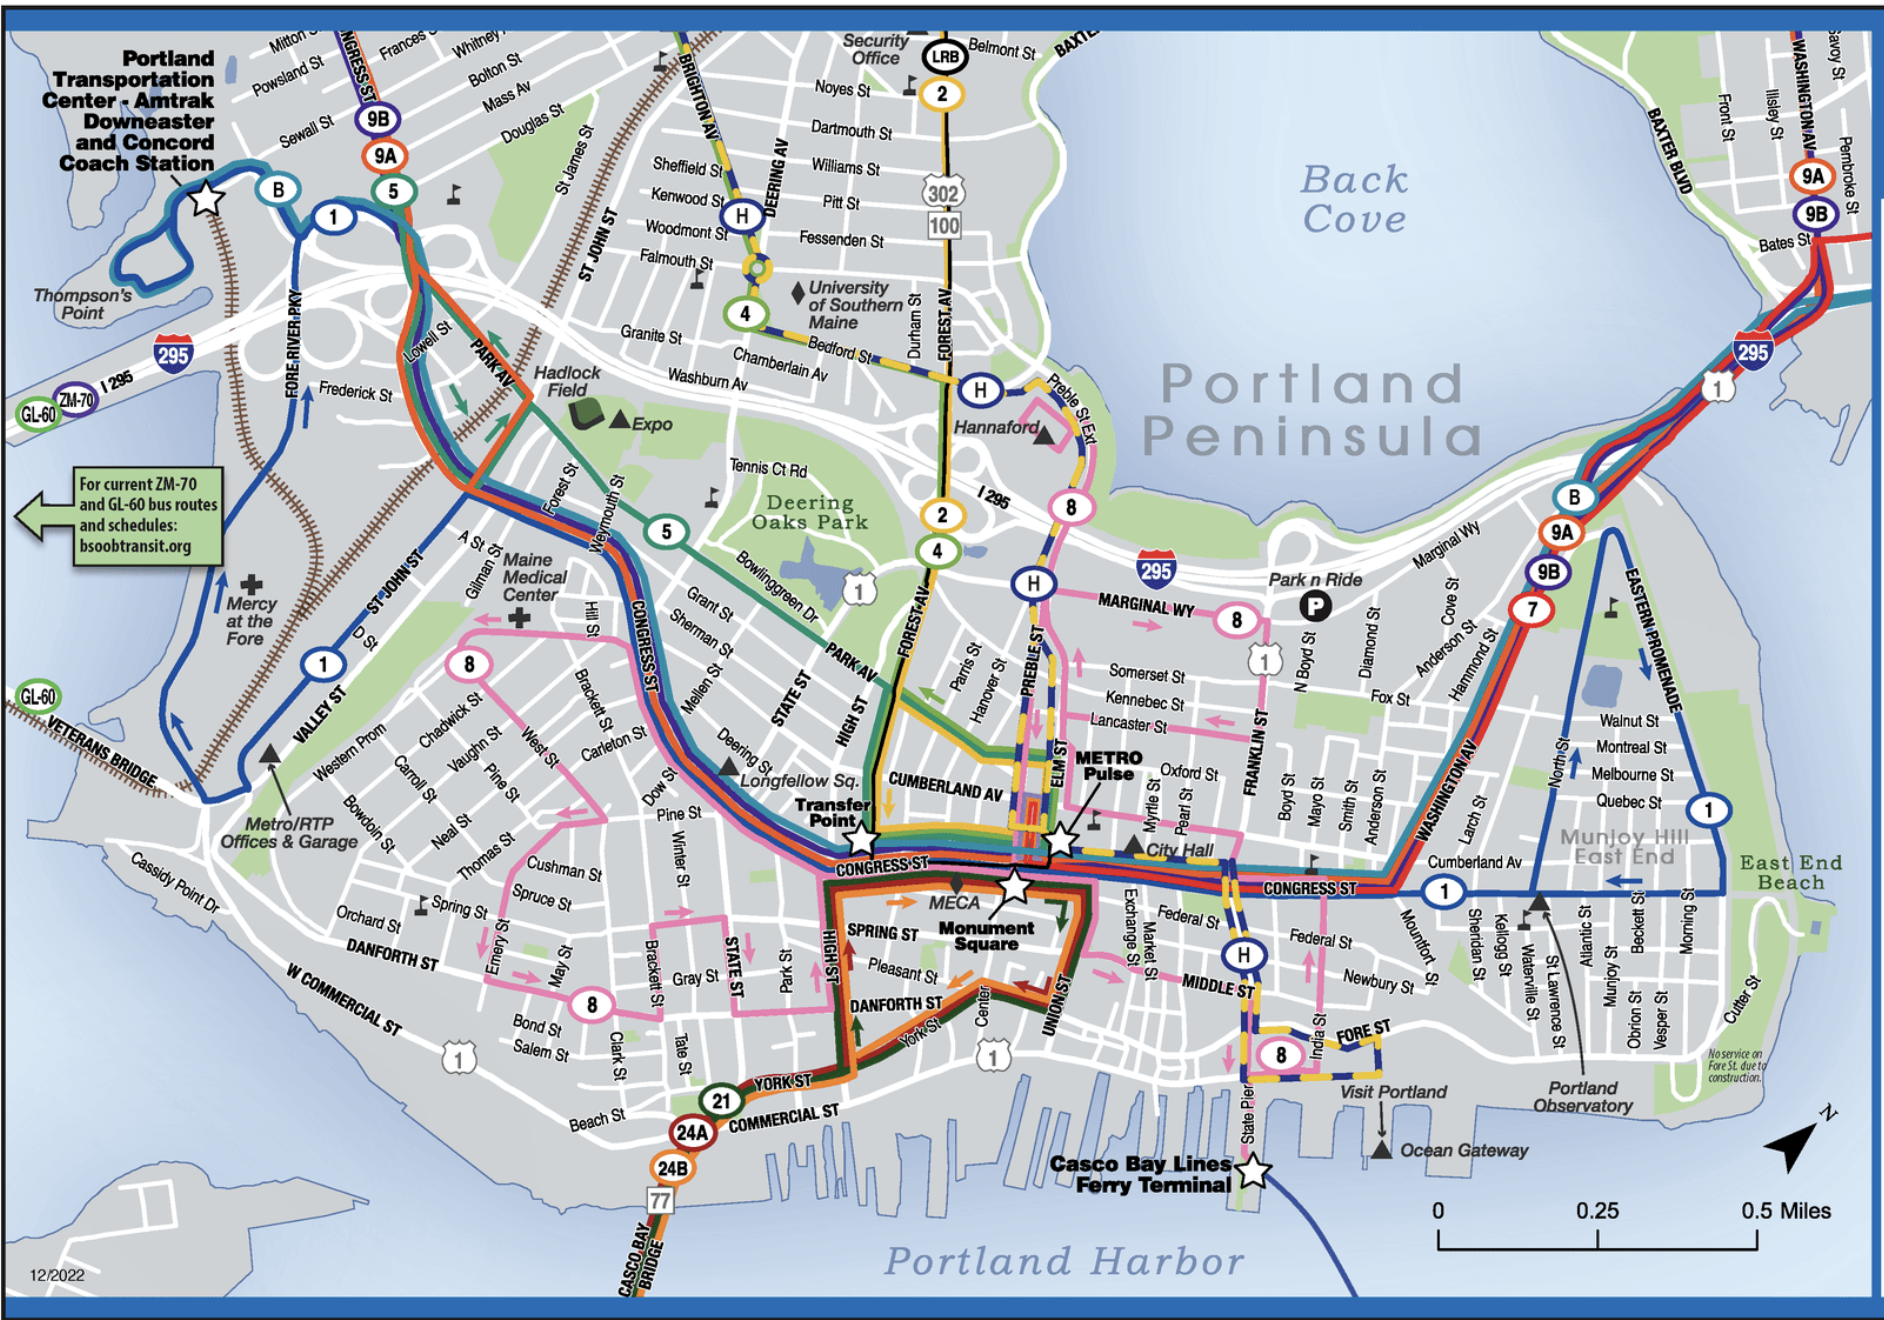 Portland
Transportation
Center - Amtrak
Downeaster
and Concord
Coach Station
Powsland St
Sewall St
Bolton St
Mass Av
Douglas St
St James St
9B
9A
5
B
1
Thompson's
Point
295
I 295
GL-60
ZM-70
FORE RIVER PKY
Frederick St
Lowell St
PARK AV
ST JOHN ST
For current ZM-70
and GL-60 bus routes
and schedules:
bsoobtransit.org
BRIGHTON AV
DEERING AV
Sheffield St
Kenwood St
Woodmont St
Falmouth St
H
4
University
of Southern
Maine
Granite St
Chamberlain Av
Washburn Av
Bedford St
Durham St
FOREST AV
Security
Office
LRB
Belmont St
2
Noyes St
Dartmouth St
Williams St
Pitt St
Fessenden St
302
100
Back
Cove
BAXTER BLVD
Front St
Illsley St
WASHINGTON AV
Pembroke St
9A
9B
Bates St
295
1
Portland
Peninsula
Hadlock
Field
Expo
Hannaford
H
Preble St Ext
I 295
8
Tennis Ct Rd
Deering
Oaks Park
2
4
5
1
Bowlinggreen Dr
Forest St
Weymouth St
A St
Gilman St
Maine
Medical
Center
Mercy
at the
Fore
ST JOHN ST
D St
1
VALLEY ST
GL-60
VETERANS BRIDGE
Metro/RTP
Offices & Garage
8
Hill St
CONGRESS ST
Grant St
Sherman St
Mellen St
STATE ST
HIGH ST
PARK AV
FOREST AV
Parris St
Hanover St
H
PREBLE ST
ELM ST
295
MARGINAL WY
8
Park n Ride
P
Marginal Wy
1
Somerset St
Kennebec St
Lancaster St
Oxford St
FRANKLIN ST
N Boyd St
Diamond St
Cove St
Anderson St
Hammond St
Fox St
B
9A
9B
7
EASTERN PROMENADE
Walnut St
Montreal St
Melbourne St
Quebec St
North St
1
Munjoy Hill
East End
East End
Beach
Brackett St
Carleton St
Deering St
Longfellow Sq.
Dow St
Pine St
Winter St
West St
Chadwick St
Vaughn St
Pine St
Carroll St
Neal St
Western Prom
Bowdoin St
Thomas St
Cushman St
Spruce St
Spring St
Orchard St
Emery St
May St
Cassidy Point Dr
DANFORTH ST
W COMMERCIAL ST
8
Brackett St
Gray St
STATE ST
Park St
Bond St
Salem St
Clark St
Tate St
Beach St
1
Transfer
Point
METRO
Pulse
CUMBERLAND AV
CONGRESS ST
MECA
Monument
Square
City Hall
Myrtle St
Pearl St
Boyd St
Mayo St
Smith St
Anderson St
WASHINGTON AV
Larch St
Cumberland Av
CONGRESS ST
1
HIGH ST
SPRING ST
Pleasant St
DANFORTH ST
York St
Center
UNION ST
Exchange St
Market St
Federal St
H
MIDDLE ST
Federal St
Newbury St
India St
FORE ST
8
Mountfort St
Sheridan St
Kellogg St
Waterville St
St Lawrence St
Atlantic St
Munjoy St
Beckett St
Obrion St
Vesper St
Morning St
Cutter St
No service on
Fore St. due to
construction.
1
YORK ST
COMMERCIAL ST
21
24A
24B
77
CASCO BAY
BRIDGE
State Pier
Visit Portland
Portland
Observatory
Ocean Gateway
Casco Bay Lines
Ferry Terminal
Portland Harbor
N
0 0.25 0.5 Miles
12/2022